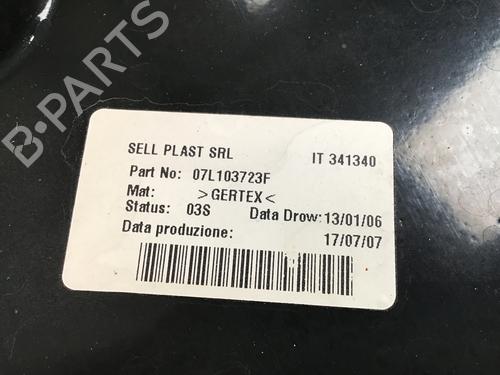 B-PARTS
SELL PLAST SRL IT 341340
Part No: 07L103723F
Mat: >GERTEX<
Status: 03S Data Drow: 13/01/06
Data produzione: 17/07/07